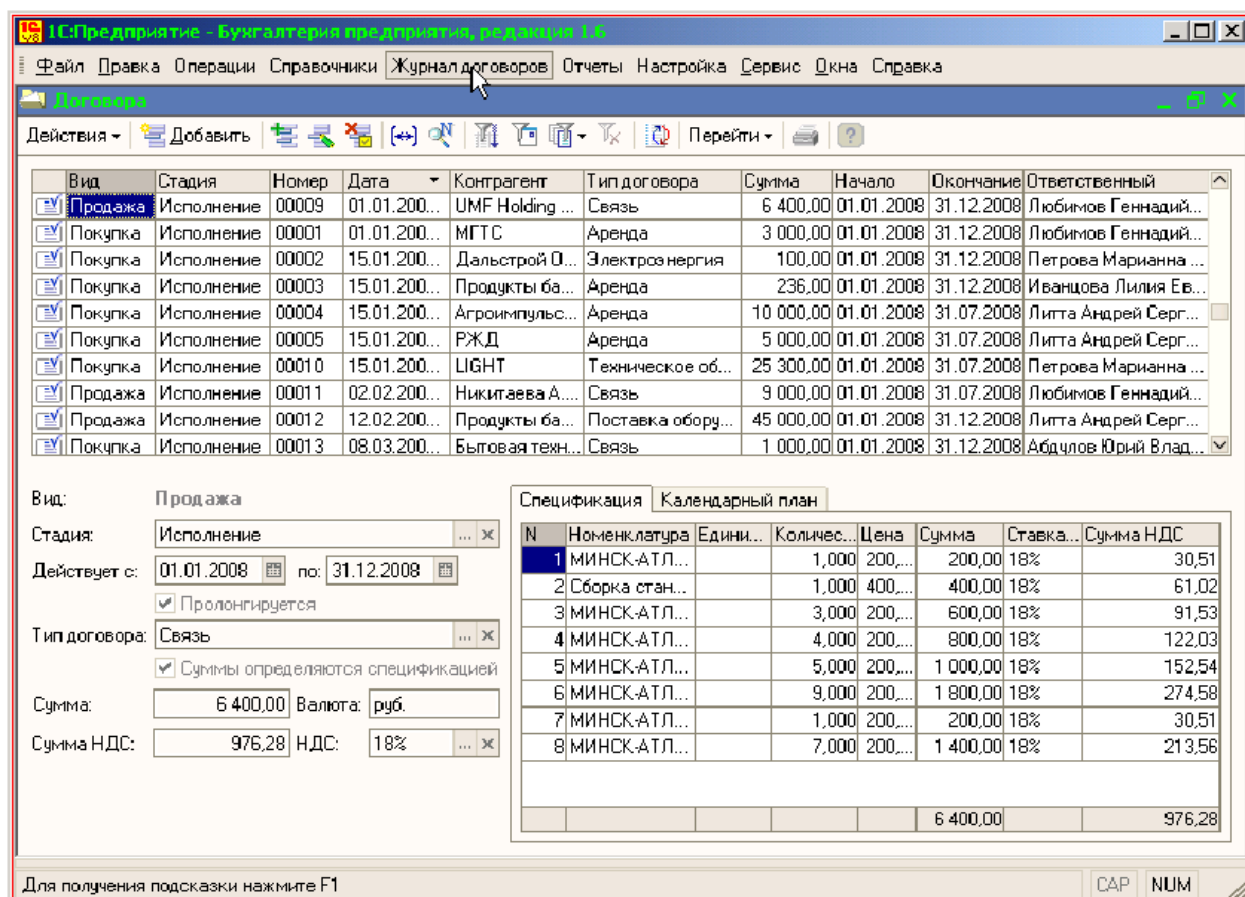 1С:Предприятие - Бухгалтерия предприятия, редакция 1.6
Файл Правка Операции Справочники Журнал договоров Отчеты Настройка Сервис Окна Справка
Договора
Действия Добавить Перейти
Вид Стадия Номер Дата Контрагент Тип договора Сумма Начало Окончание Ответственный
Продажа Исполнение 00009 01.01.200... UMF Holding ... Связь 6 400,00 01.01.2008 31.12.2008 Любимов Геннадий...
Покупка Исполнение 00001 01.01.200... МГТС Аренда 3 000,00 01.01.2008 31.12.2008 Любимов Геннадий...
Покупка Исполнение 00002 15.01.200... Дальстрой О... Электроэнергия 100,00 01.01.2008 31.12.2008 Петрова Марианна ...
Покупка Исполнение 00003 15.01.200... Продукты ба... Аренда 236,00 01.01.2008 31.12.2008 Иванцова Лилия Ев...
Покупка Исполнение 00004 15.01.200... Агроимпульс... Аренда 10 000,00 01.01.2008 31.07.2008 Литта Андрей Серг...
Покупка Исполнение 00005 15.01.200... РЖД Аренда 5 000,00 01.01.2008 31.07.2008 Литта Андрей Серг...
Покупка Исполнение 00010 15.01.200... LIGHT Техническое об... 25 300,00 01.01.2008 31.07.2008 Петрова Марианна ...
Продажа Исполнение 00011 02.02.200... Никитаева А.... Связь 9 000,00 01.01.2008 31.07.2008 Любимов Геннадий...
Продажа Исполнение 00012 12.02.200... Продукты ба... Поставка обору... 45 000,00 01.01.2008 31.12.2008 Литта Андрей Серг...
Покупка Исполнение 00013 08.03.200... Бытовая техн... Связь 1 000,00 01.01.2008 31.12.2008 Абдулов Юрий Влад...
Вид: Продажа
Стадия: Исполнение ...
Действует с: 01.01.2008 по: 31.12.2008
Пролонгируется
Тип договора: Связь ...
Суммы определяются спецификацией
Сумма: 6 400,00 Валюта: руб.
Сумма НДС: 976,28 НДС: 18% ...
Спецификация Календарный план
N Номенклатура Едини... Количес... Цена Сумма Ставка... Сумма НДС
1 МИНСК-АТЛ... 1,000 200,... 200,00 18% 30,51
2 Сборка стан... 1,000 400,... 400,00 18% 61,02
3 МИНСК-АТЛ... 3,000 200,... 600,00 18% 91,53
4 МИНСК-АТЛ... 4,000 200,... 800,00 18% 122,03
5 МИНСК-АТЛ... 5,000 200,... 1 000,00 18% 152,54
6 МИНСК-АТЛ... 9,000 200,... 1 800,00 18% 274,58
7 МИНСК-АТЛ... 1,000 200,... 200,00 18% 30,51
8 МИНСК-АТЛ... 7,000 200,... 1 400,00 18% 213,56
6 400,00 976,28
Для получения подсказки нажмите F1 CAP NUM